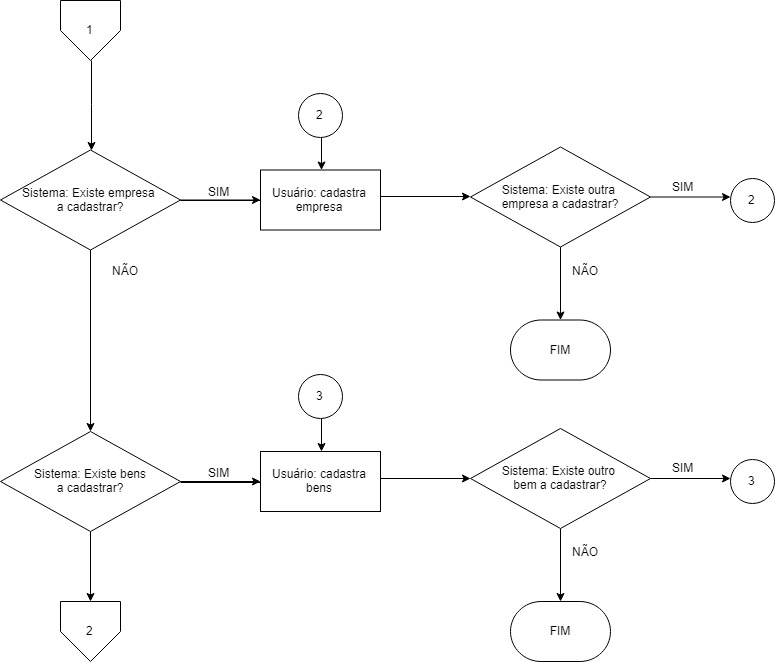 1
2
Sistema: Existe empresa
a cadastrar?
SIM
Usuário: cadastra
empresa
Sistema: Existe outra
empresa a cadastrar?
SIM
2
NÃO
NÃO
FIM
3
Sistema: Existe bens
a cadastrar?
SIM
Usuário: cadastra
bens
Sistema: Existe outro
bem a cadastrar?
SIM
3
NÃO
2
FIM